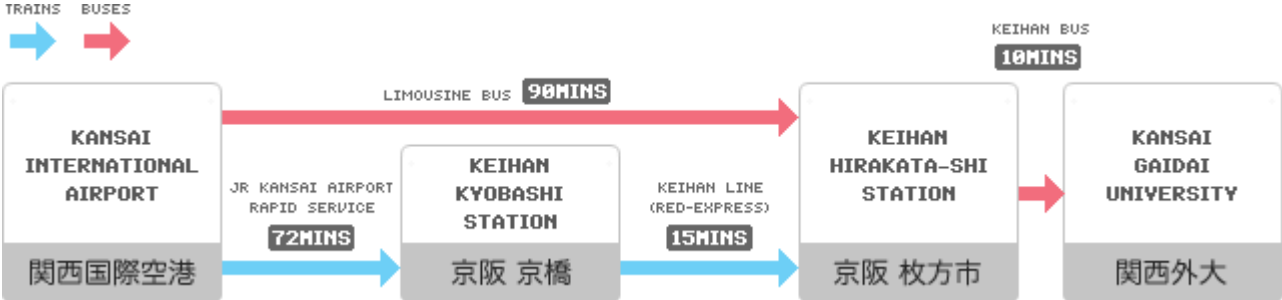 TRAINS BUSES
KEIHAN BUS
10MINS
LIMOUSINE BUS 90MINS
KANSAI
INTERNATIONAL
AIRPORT
関西国際空港
JR KANSAI AIRPORT
RAPID SERVICE
72MINS
KEIHAN
KYOBASHI
STATION
京阪 京橋
KEIHAN LINE
(RED-EXPRESS)
15MINS
KEIHAN
HIRAKATA-SHI
STATION
京阪 枚方市
KANSAI
GAIDAI
UNIVERSITY
関西外大